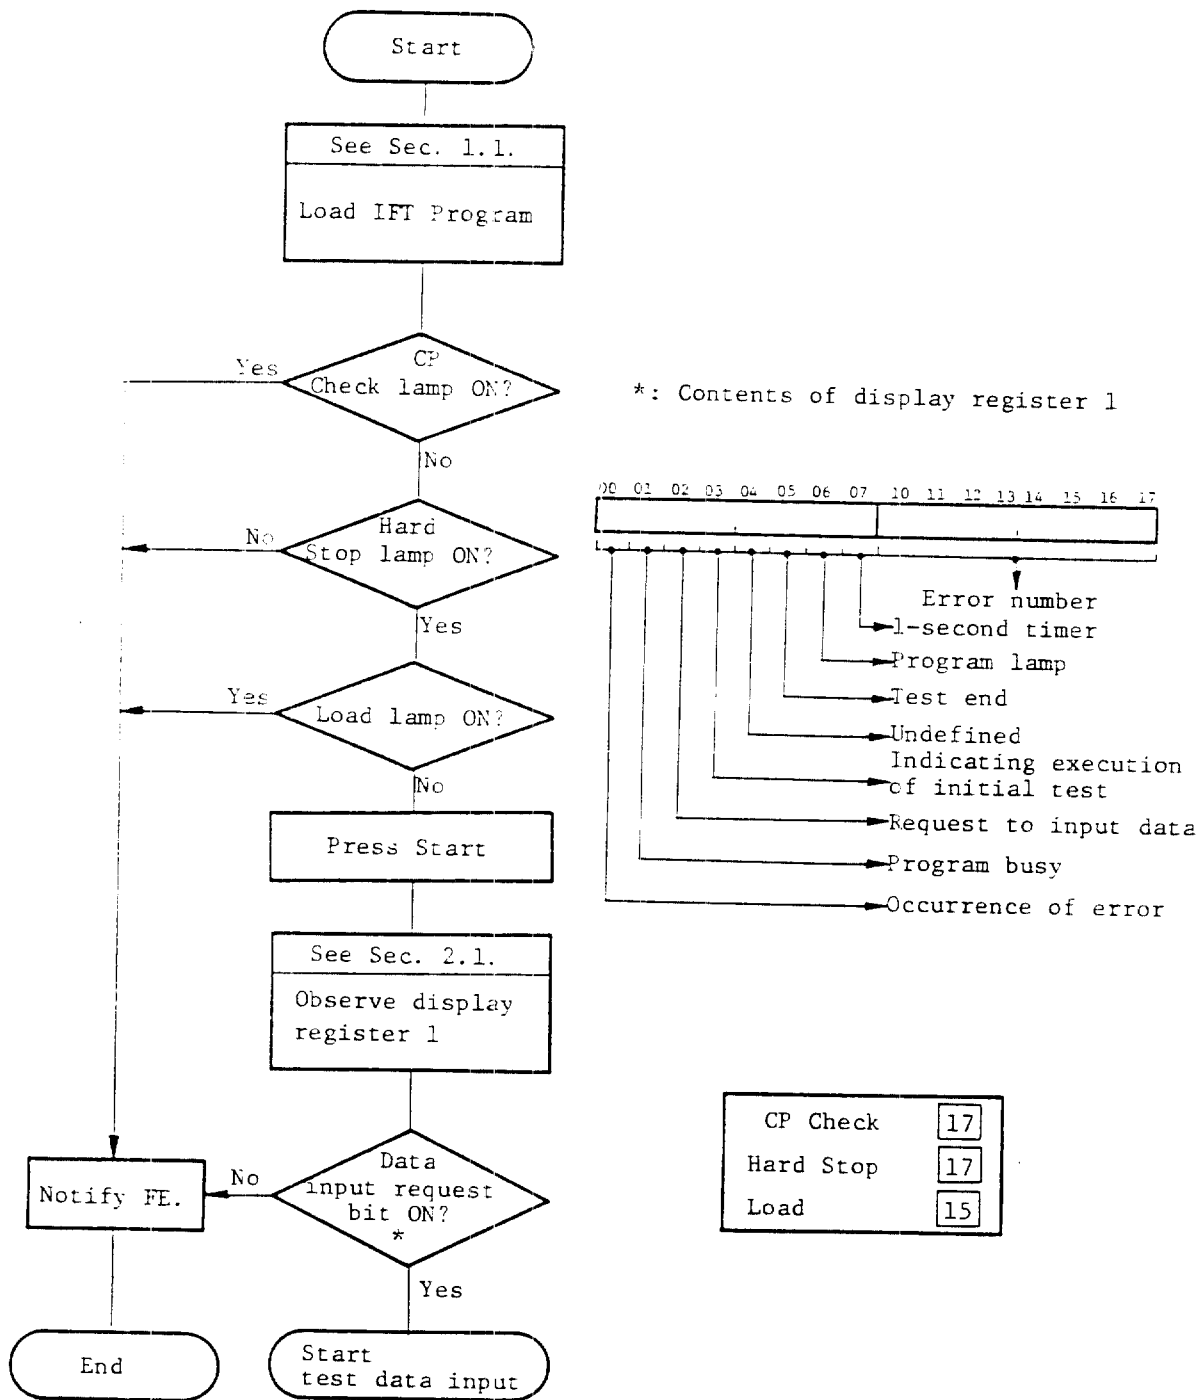 Start
See Sec. 1.1.
Load IFT Program
CP
Check lamp ON?
Yes
No
Hard
Stop lamp ON?
No
Yes
Load lamp ON?
Yes
No
Press Start
See Sec. 2.1.
Observe display
register 1
Data
input request
bit ON?
*
No
Yes
Notify FE.
End
Start
test data input
*: Contents of display register 1
00 01 02 03 04 05 06 07 10 11 12 13 14 15 16 17
Error number
1-second timer
Program lamp
Test end
Undefined
Indicating execution
of initial test
Request to input data
Program busy
Occurrence of error
CP Check 17
Hard Stop 17
Load 15